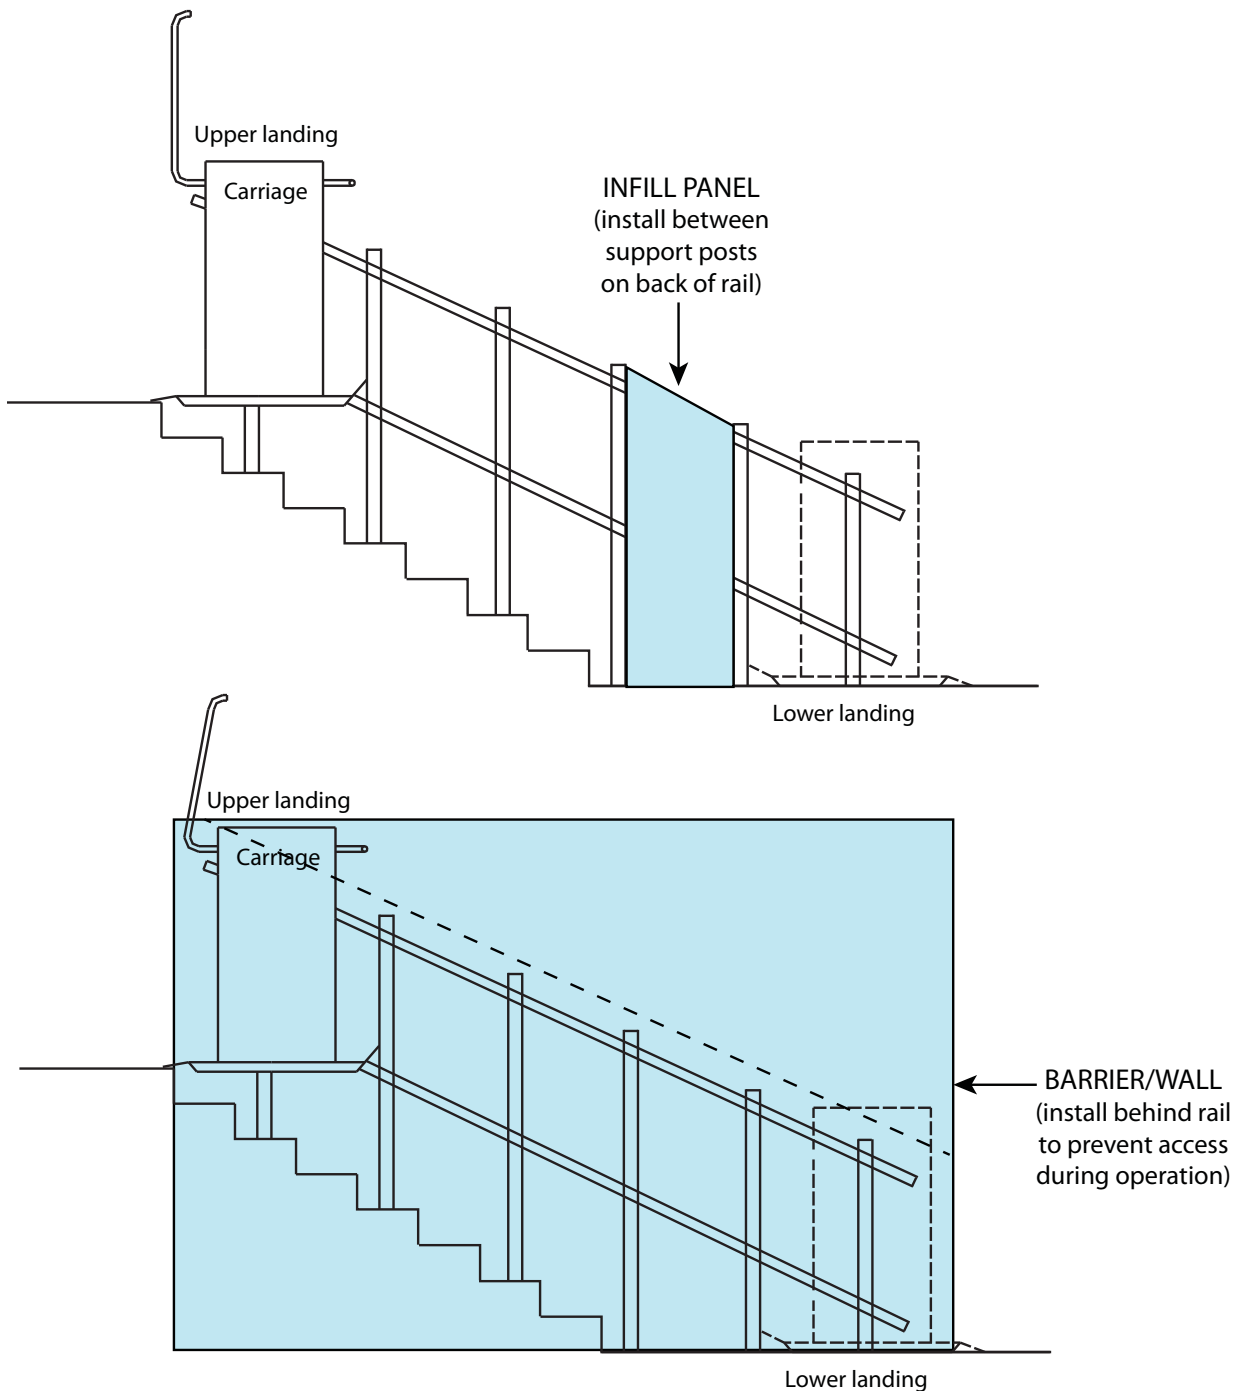 Upper landing
Carriage
INFILL PANEL
(install between
support posts
on back of rail)
Lower landing
Upper landing
Carriage
BARRIER/WALL
(install behind rail
to prevent access
during operation)
Lower landing